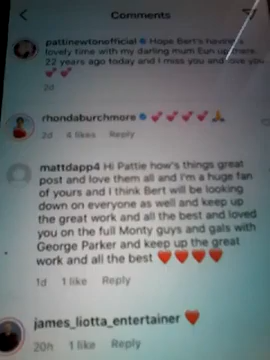 Comments
pattinewtonofficial Hope Bert's having a
lovely time with my darling mum Eun up there
22 years ago today and I miss you and love you
💕 💕
2d
rhondaburchmore 💕💕💕💕🙏
2d 4 likes Reply
mattdapp4 Hi Pattie how's things great
post and love them all and I'm a huge fan
of yours and I think Bert will be looking
down on everyone as well and keep up
the great work and all the best and loved
you on the full Monty guys and gals with
George Parker and keep up the great
work and all the best ❤️❤️❤️❤️
1d 1 like Reply
james_liotta_entertainer ❤️
20h 1 like Reply